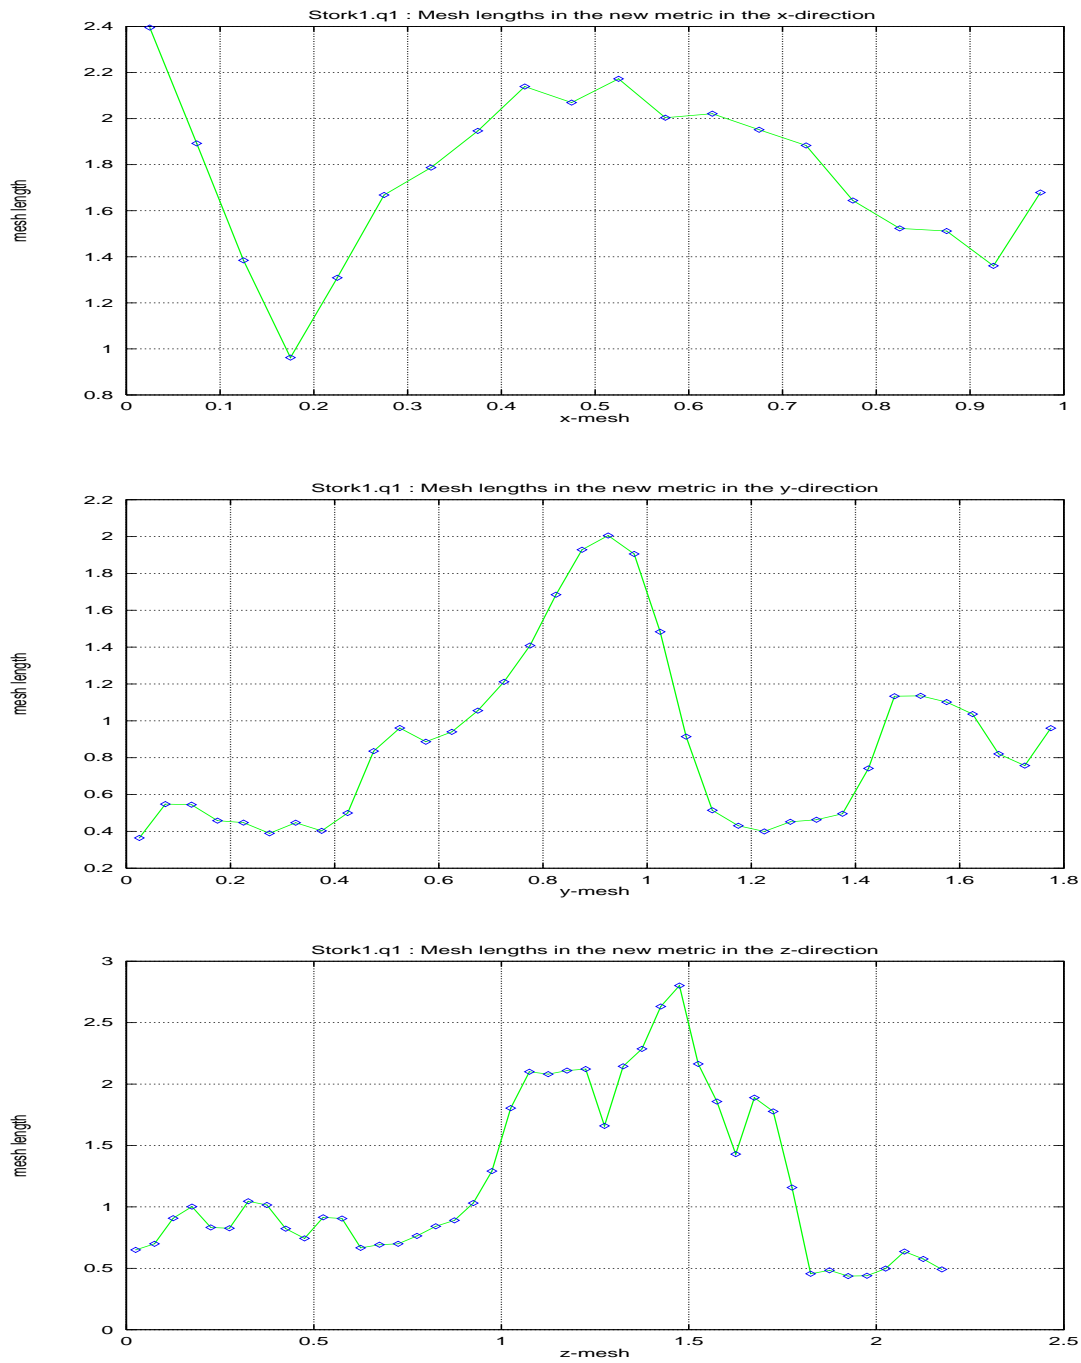 Stork1.q1 : Mesh lengths in the new metric in the x-direction
2.4
2.2
2
1.8
1.6
1.4
1.2
1
0.8
mesh length
0 0.1 0.2 0.3 0.4 0.5 0.6 0.7 0.8 0.9 1
x-mesh
Stork1.q1 : Mesh lengths in the new metric in the y-direction
2.2
2
1.8
1.6
1.4
1.2
1
0.8
0.6
0.4
0.2
mesh length
0 0.2 0.4 0.6 0.8 1 1.2 1.4 1.6 1.8
y-mesh
Stork1.q1 : Mesh lengths in the new metric in the z-direction
3
2.5
2
1.5
1
0.5
0
mesh length
0 0.5 1 1.5 2 2.5
z-mesh